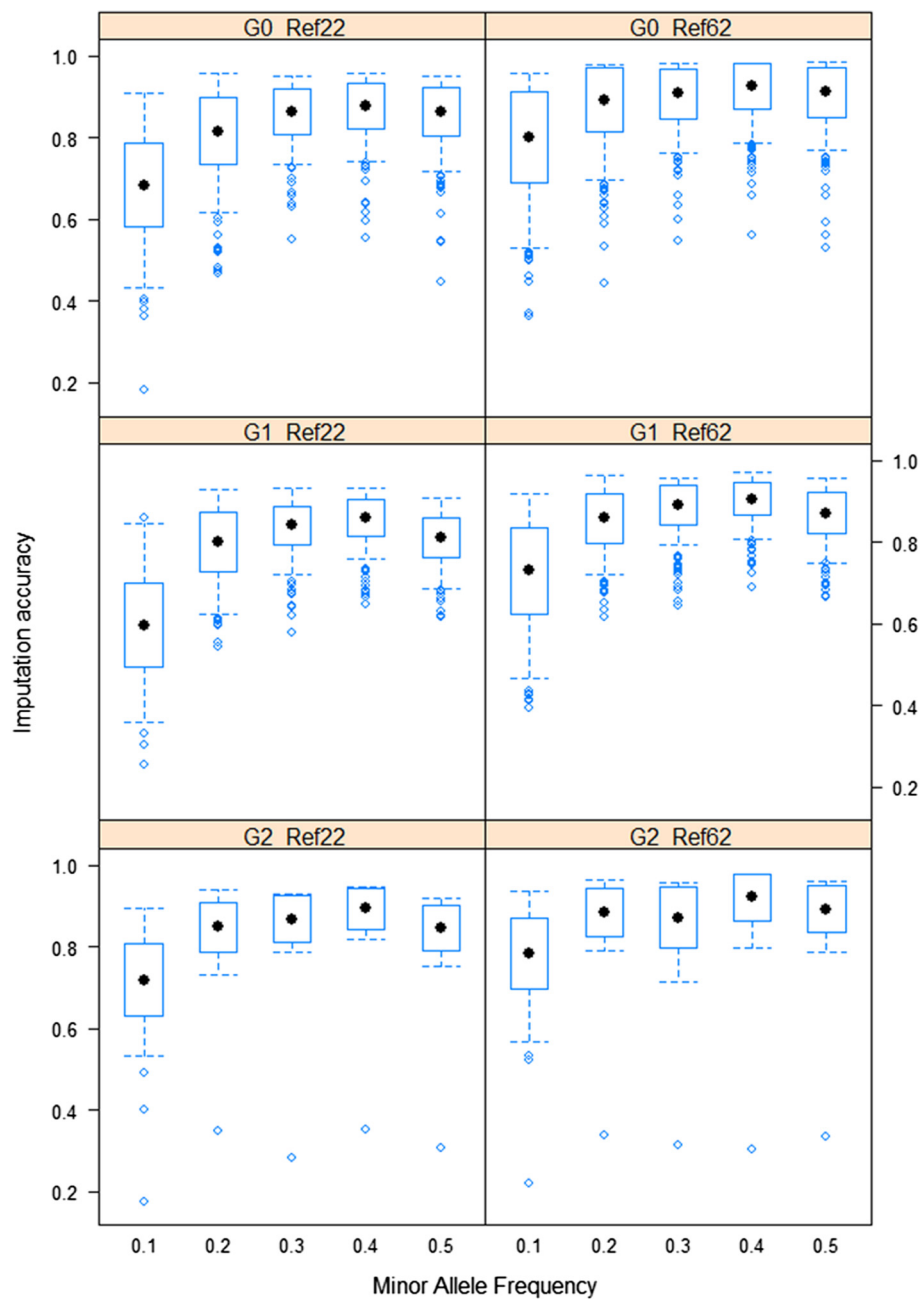 G0 Ref22
G0 Ref62
1.0
0.8
0.6
0.4
0.2
G1 Ref22
G1 Ref62
1.0
0.8
0.6
0.4
0.2
Imputation accuracy
G2 Ref22
G2 Ref62
1.0
0.8
0.6
0.4
0.2
0.1 0.2 0.3 0.4 0.5 0.1 0.2 0.3 0.4 0.5
Minor Allele Frequency